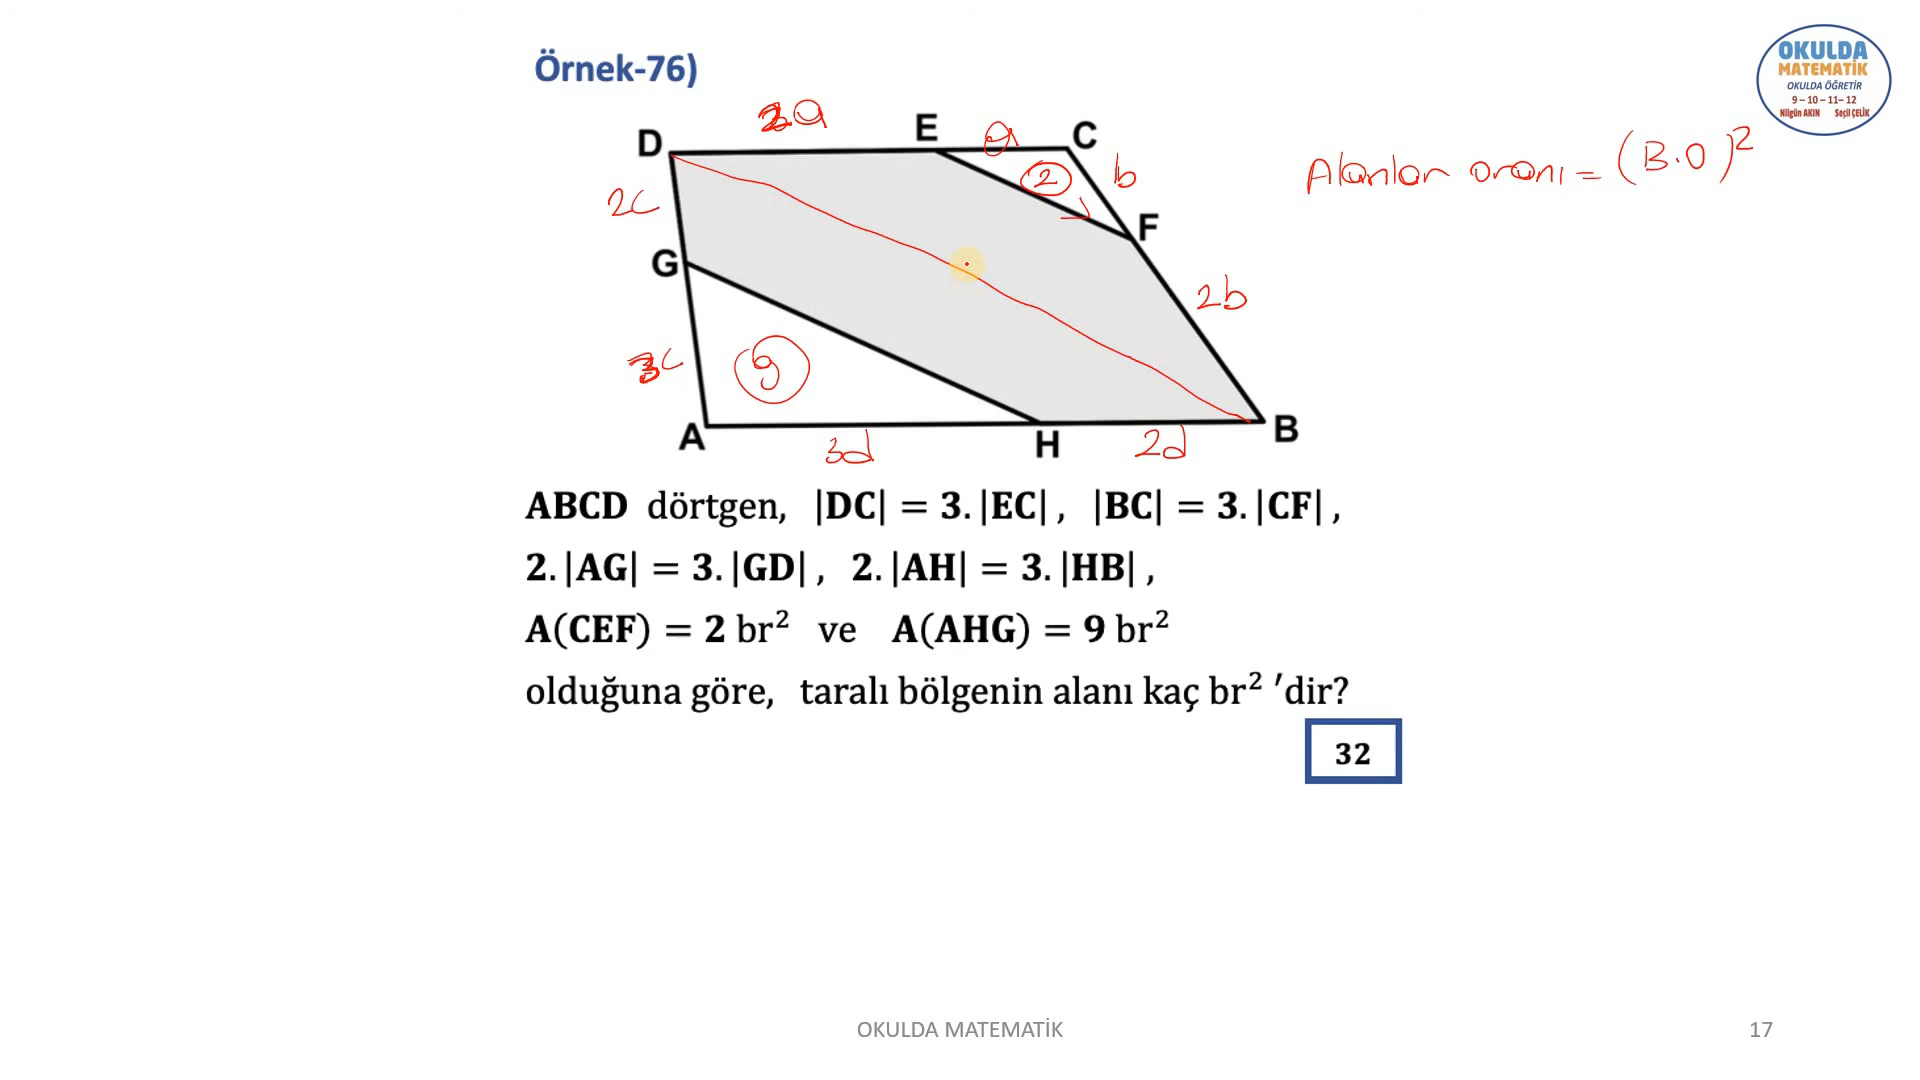 OKULDA
MATEMATİK
OKULDA ÖĞRETİR
9 – 10 – 11– 12
Nilgün AKIN Seçil ÇELİK
Örnek-76)
3a
D E a C
Alanlar oranı = (B.O)²
2 b
2c
F
G
2b
3c 9
A H B
3d 2d
ABCD dörtgen, |DC| = 3. |EC| , |BC| = 3. |CF| ,
2. |AG| = 3. |GD| , 2. |AH| = 3. |HB| ,
A(CEF) = 2 br² ve A(AHG) = 9 br²
olduğuna göre, taralı bölgenin alanı kaç br² ′dir?
32
OKULDA MATEMATİK 17